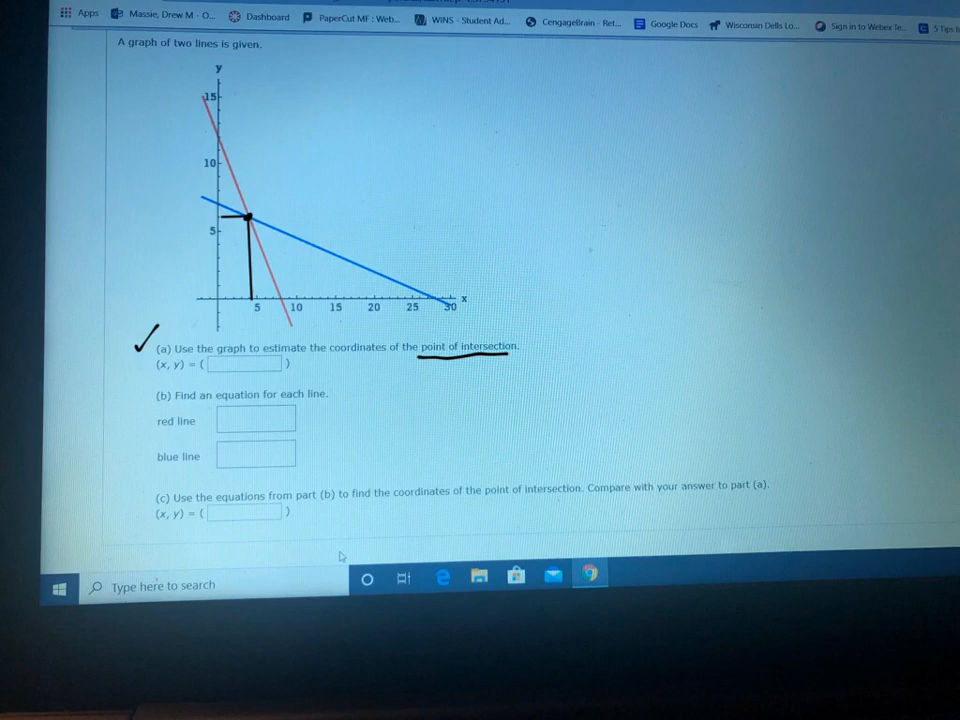 Apps Massie, Drew M - O... Dashboard PaperCut MF : Web... WINS - Student Ad... CengageBrain - Ret... Google Docs Wisconsin Dells Lo... Sign in to Webex Te... 5 Tips
A graph of two lines is given.
y
15
10
5
x
5 10 15 20 25 30
(a) Use the graph to estimate the coordinates of the point of intersection.
(x, y) = ( )
(b) Find an equation for each line.
red line
blue line
(c) Use the equations from part (b) to find the coordinates of the point of intersection. Compare with your answer to part (a).
(x, y) = ( )
Type here to search